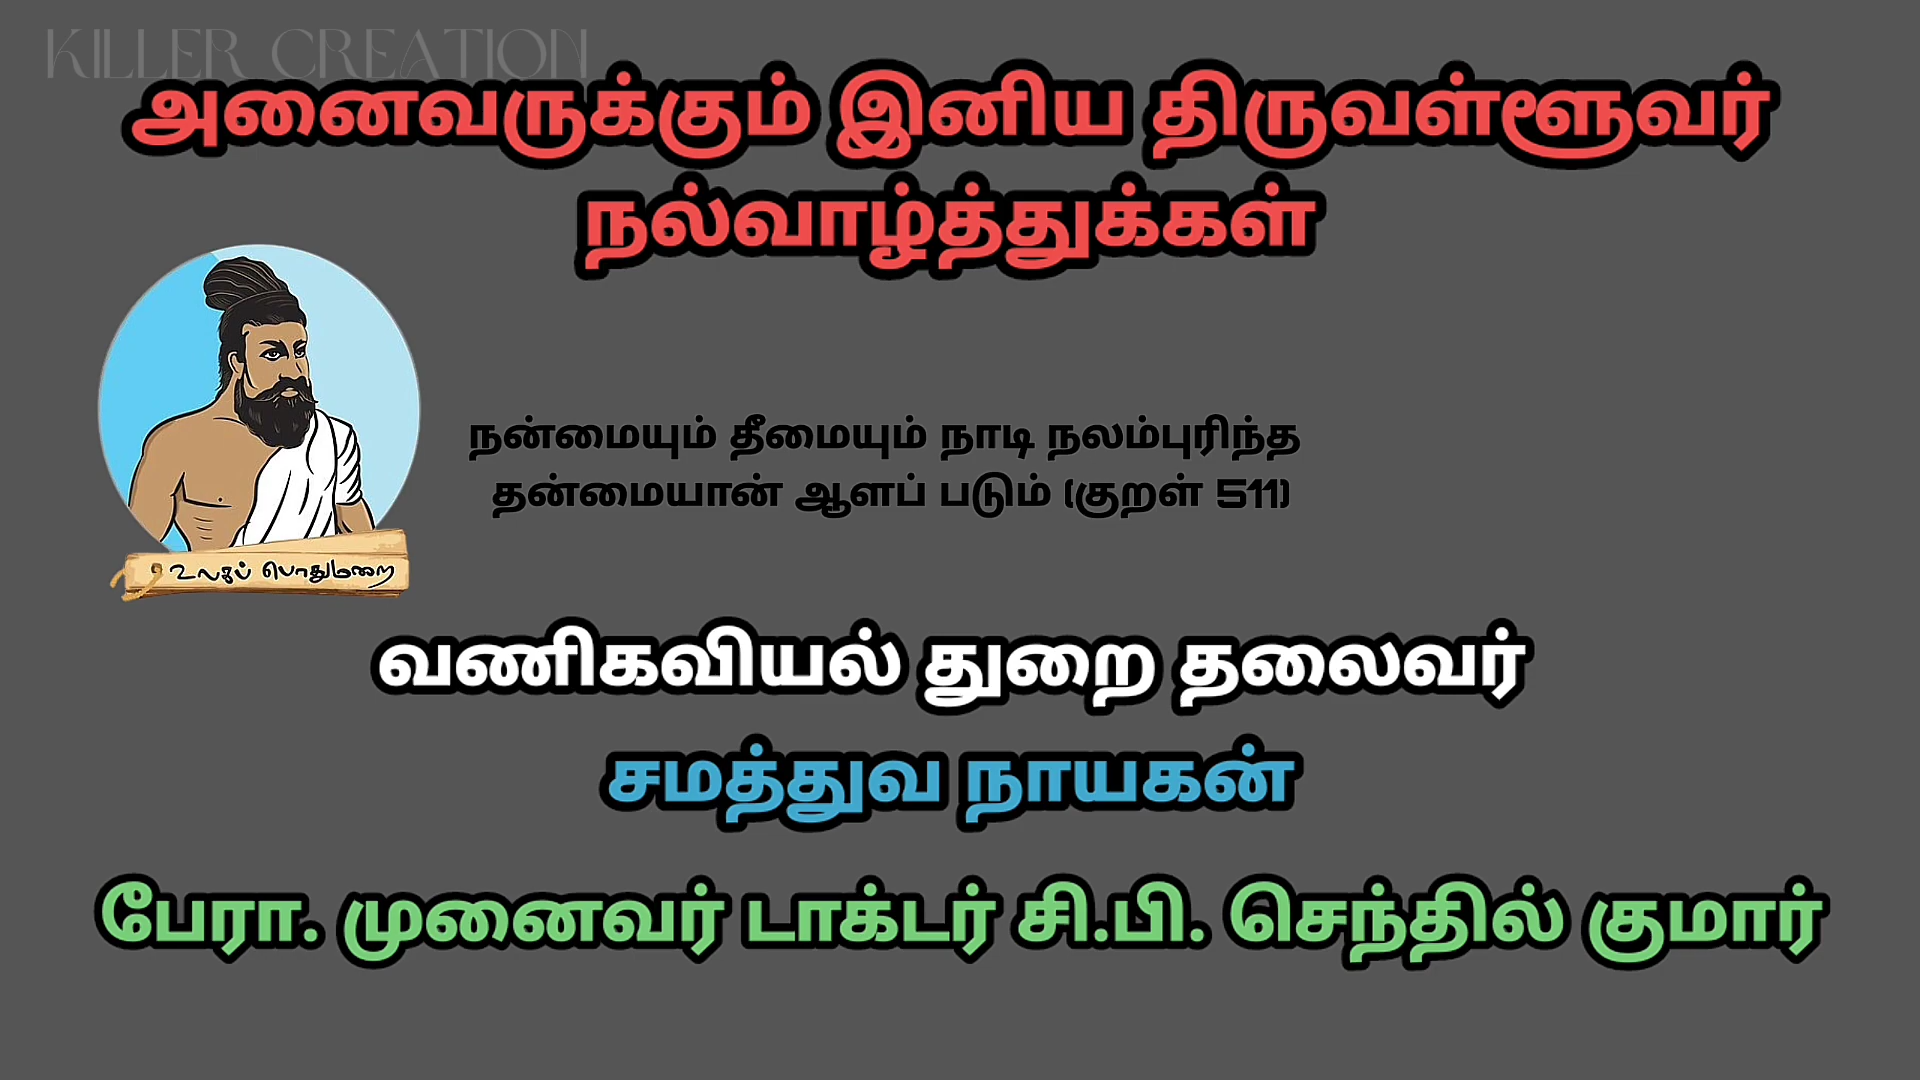 KILLER CREATION
அனைவருக்கும் இனிய திருவள்ளூவர்
நல்வாழ்த்துக்கள்
நன்மையும் தீமையும் நாடி நலம்புரிந்த
தன்மையான் ஆளப் படும் (குறள் 511)
உலகப் பொதுமறை
வணிகவியல் துறை தலைவர்
சமத்துவ நாயகன்
பேரா. முனைவர் டாக்டர் சி.பி. செந்தில் குமார்